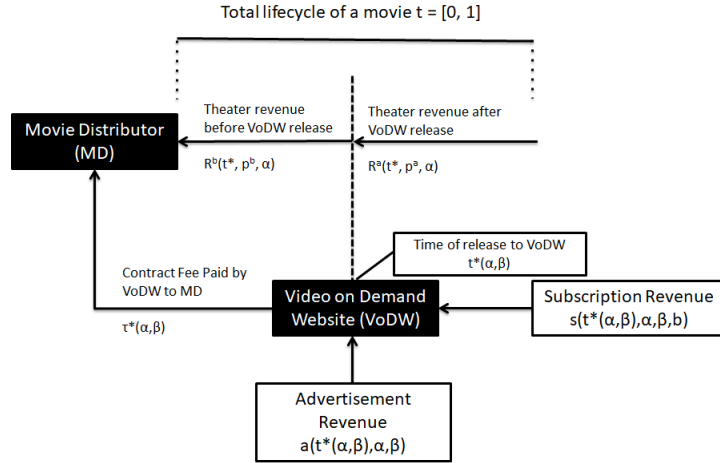 Total lifecycle of a movie t = [0, 1]
Theater revenue
before VoDW release
Theater revenue after
VoDW release
Movie Distributor
(MD)
Rᵇ(t*, pᵇ, α)
Rᵃ(t*, pᵃ, α)
Time of release to VoDW
t*(α,β)
Contract Fee Paid by
VoDW to MD
τ*(α,β)
Video on Demand
Website (VoDW)
Subscription Revenue
s(t*(α,β),α,β,b)
Advertisement
Revenue
a(t*(α,β),α,β)